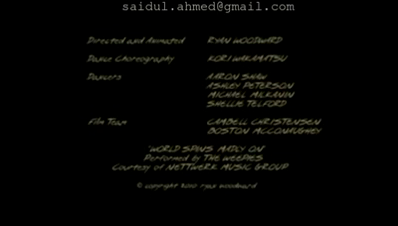 saidul.ahmed@gmail.com
Directed and Animated RYAN WOODWARD
Dance Choreography KORI WAKAMATSU
Dancers AARON SHAW
ASHLEY PETERSON
MICHAEL MILKANIN
SHELLIE TELFORD
Film Team CAMBELL CHRISTENSEN
BOSTON MCCONAUGHEY
'WORLD SPINS MADLY ON
Performed by THE WEEPIES
Courtesy of NETTWERK MUSIC GROUP
© copyright 2010 ryan woodward